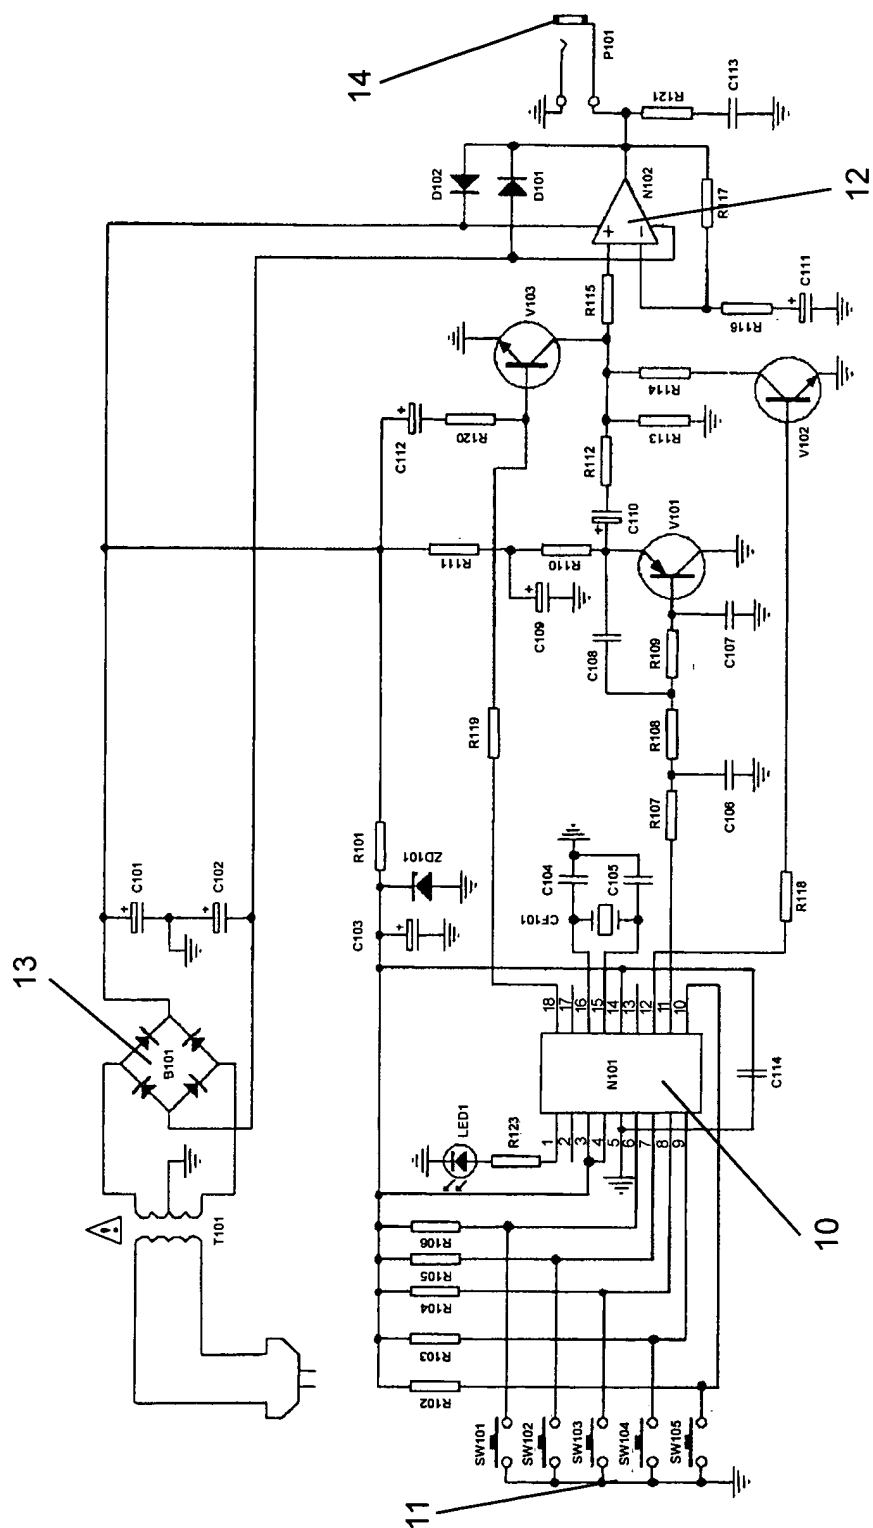 14
P101
R121
C113
D102
D101
N102
12
R117
C111
R116
R115
V103
R114
V102
R113
R120
C112
R112
C110
V101
R111
R110
C109
C108
R109
C107
R119
R108
R107
C106
R118
R101
ZD101
C103
C104
C105
CF101
C101
C102
13
B101
T101
!
LED1
R123
18
17
16
15
14
13
12
11
10
N101
1
2
3
4
5
6
7
8
9
C114
10
R106
R105
R104
R103
R102
SW101
SW102
SW103
SW104
SW105
11
+
+
+
+
+
+
+
+
−